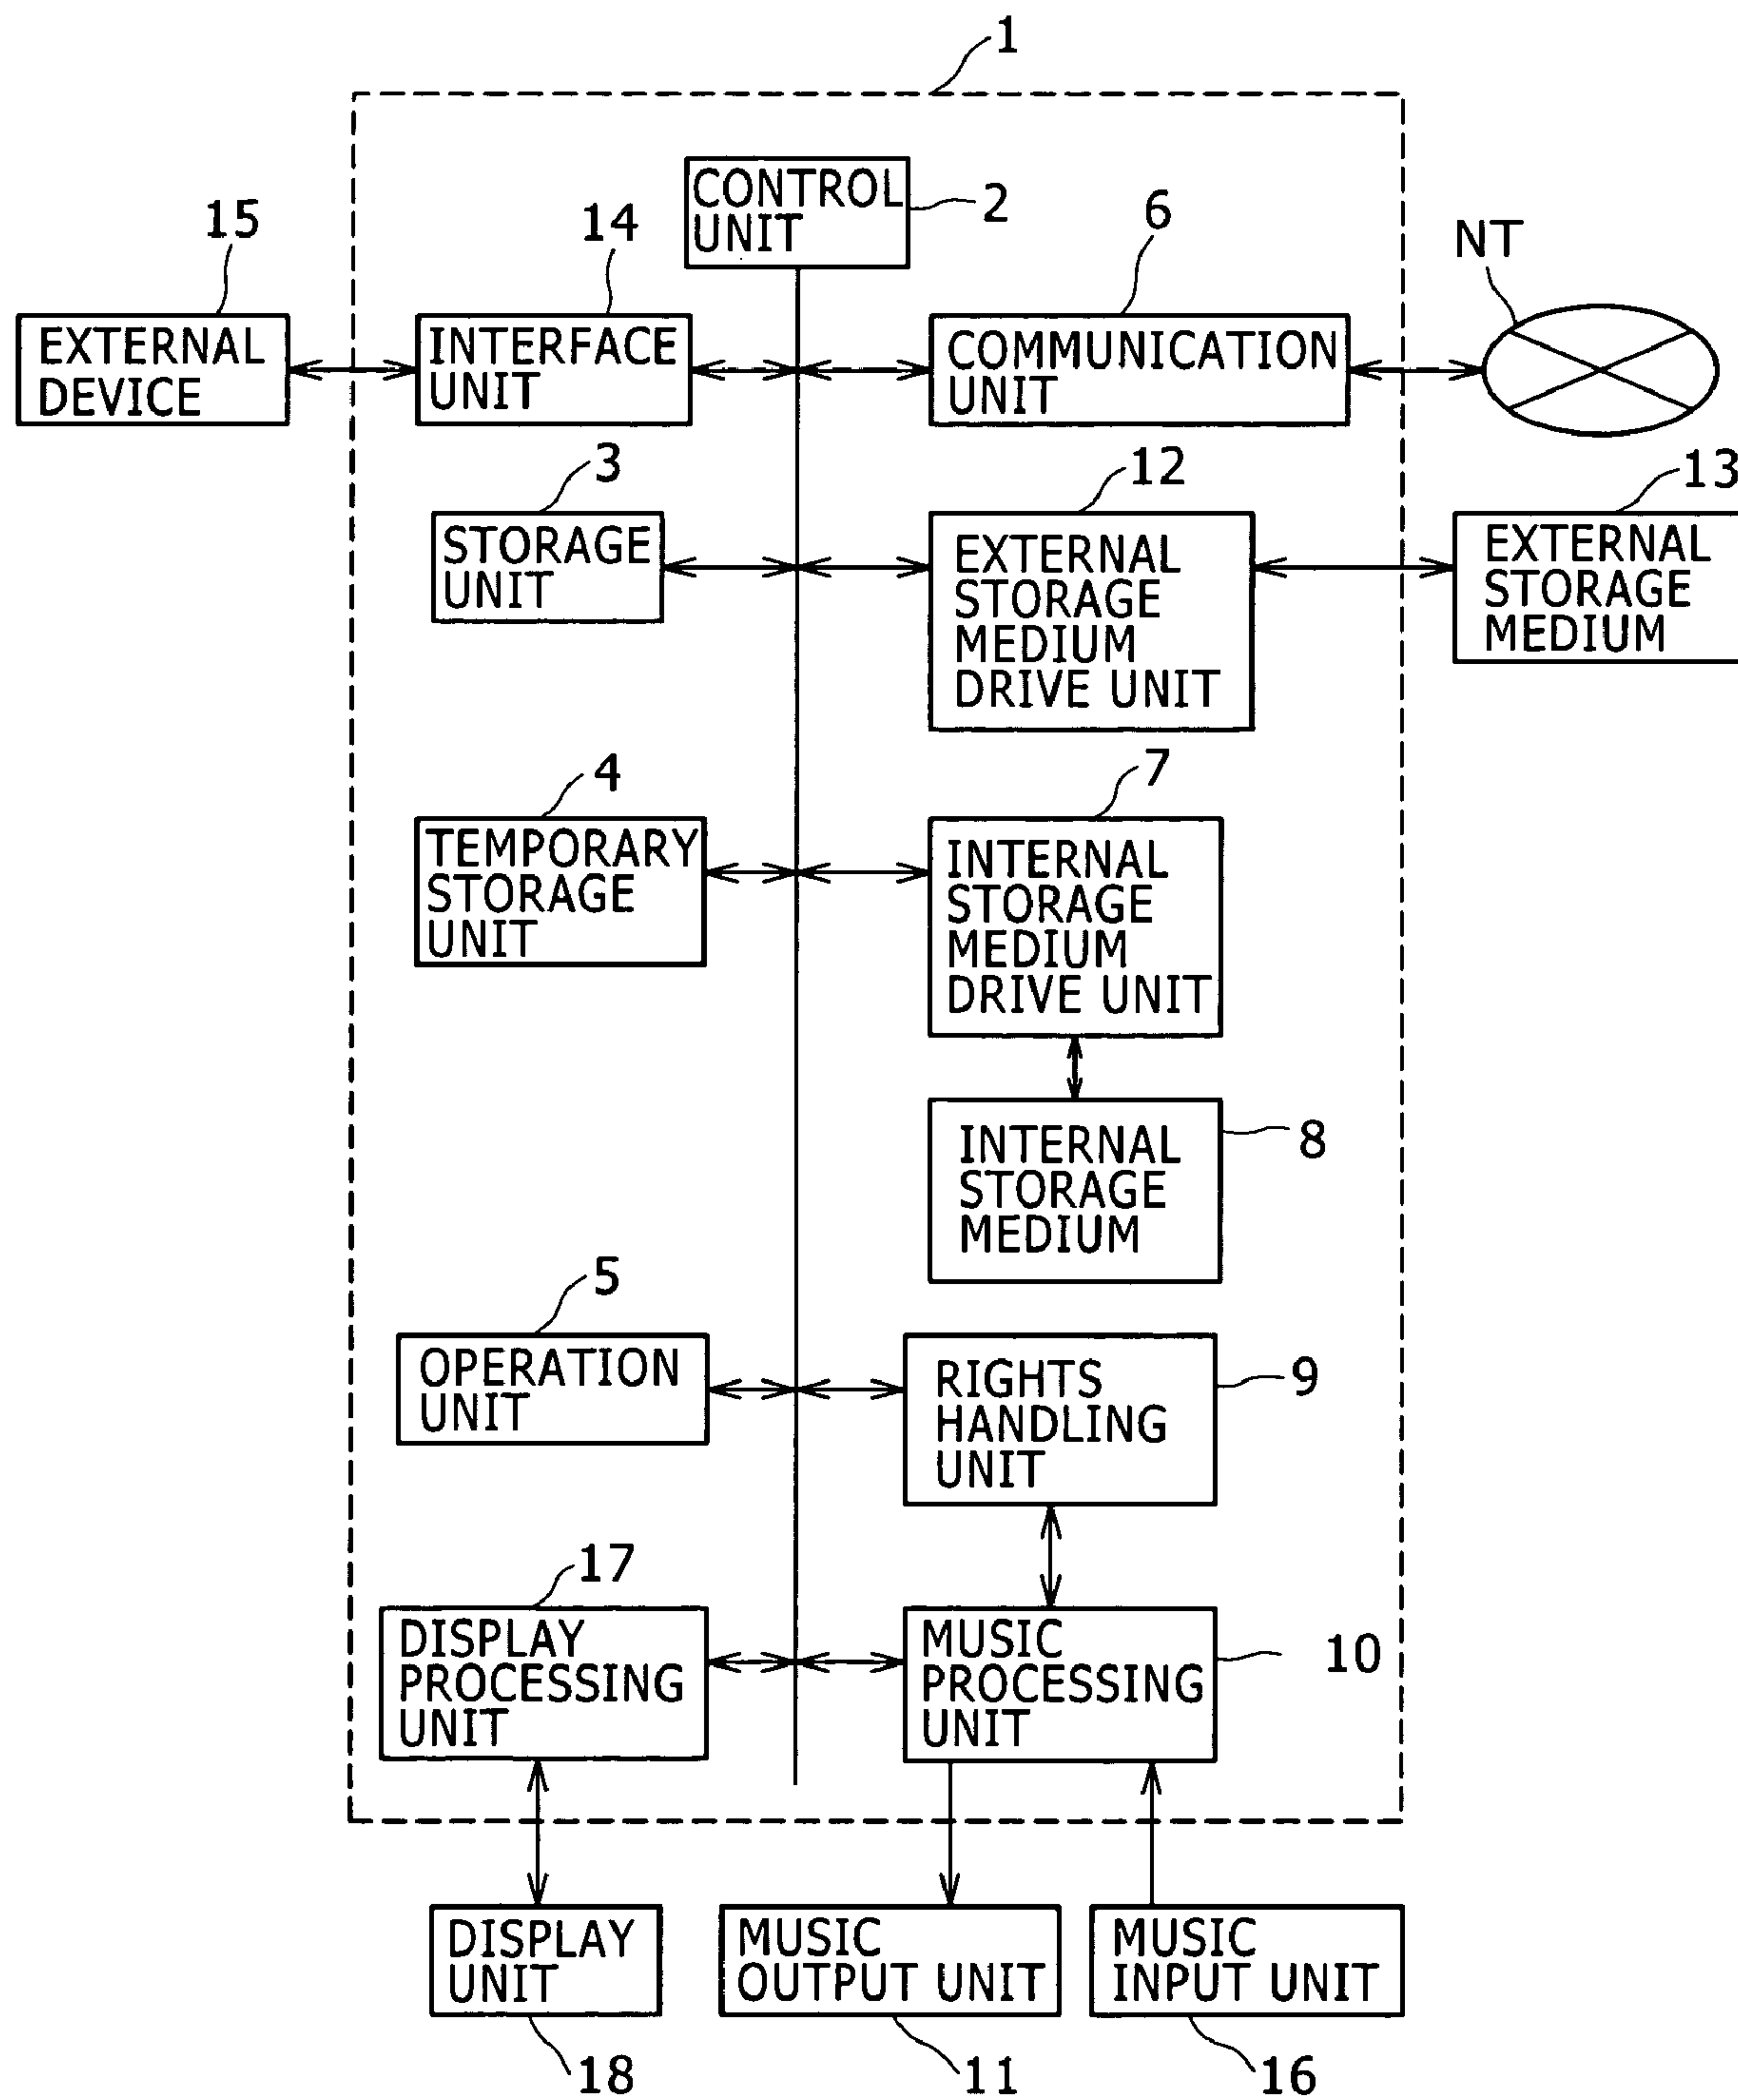 1
CONTROL
UNIT
2
15
14
6
NT
EXTERNAL
DEVICE
INTERFACE
UNIT
COMMUNICATION
UNIT
3
12
13
STORAGE
UNIT
EXTERNAL
STORAGE
MEDIUM
DRIVE UNIT
EXTERNAL
STORAGE
MEDIUM
4
7
TEMPORARY
STORAGE
UNIT
INTERNAL
STORAGE
MEDIUM
DRIVE UNIT
INTERNAL
STORAGE
MEDIUM
8
5
OPERATION
UNIT
RIGHTS
HANDLING
UNIT
9
17
DISPLAY
PROCESSING
UNIT
MUSIC
PROCESSING
UNIT
10
DISPLAY
UNIT
MUSIC
OUTPUT UNIT
MUSIC
INPUT UNIT
18
11
16